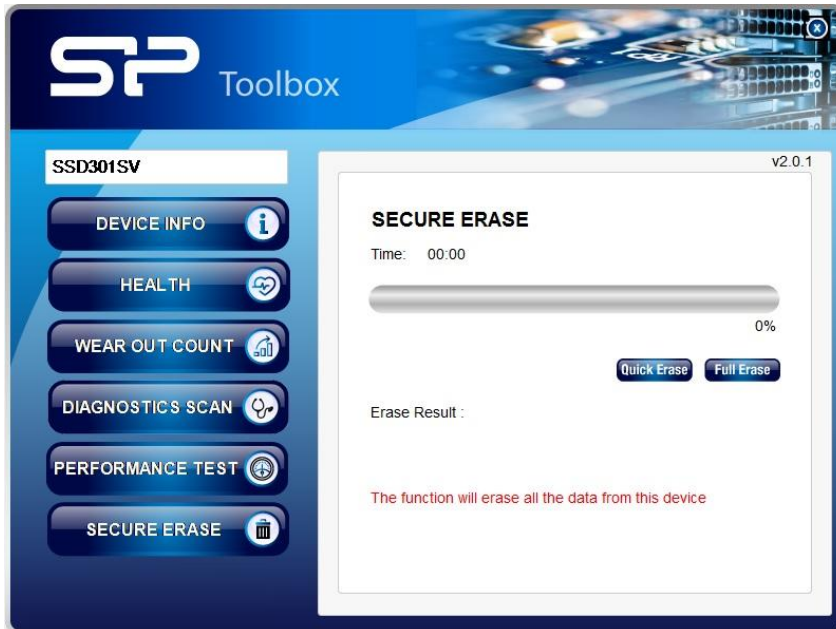 SP Toolbox
v2.0.1
SSD301SV
DEVICE INFO
HEALTH
WEAR OUT COUNT
DIAGNOSTICS SCAN
PERFORMANCE TEST
SECURE ERASE
SECURE ERASE
Time: 00:00
0%
Quick Erase Full Erase
Erase Result :
The function will erase all the data from this device